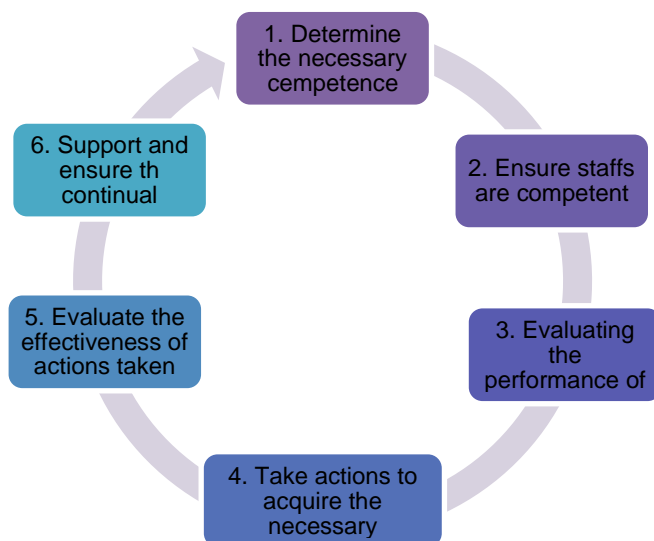 1. Determine
the necessary
cempetence
2. Ensure staffs
are competent
3. Evaluating
the
performance of
4. Take actions to
acquire the
necessary
5. Evaluate the
effectiveness of
actions taken
6. Support and
ensure th
continual